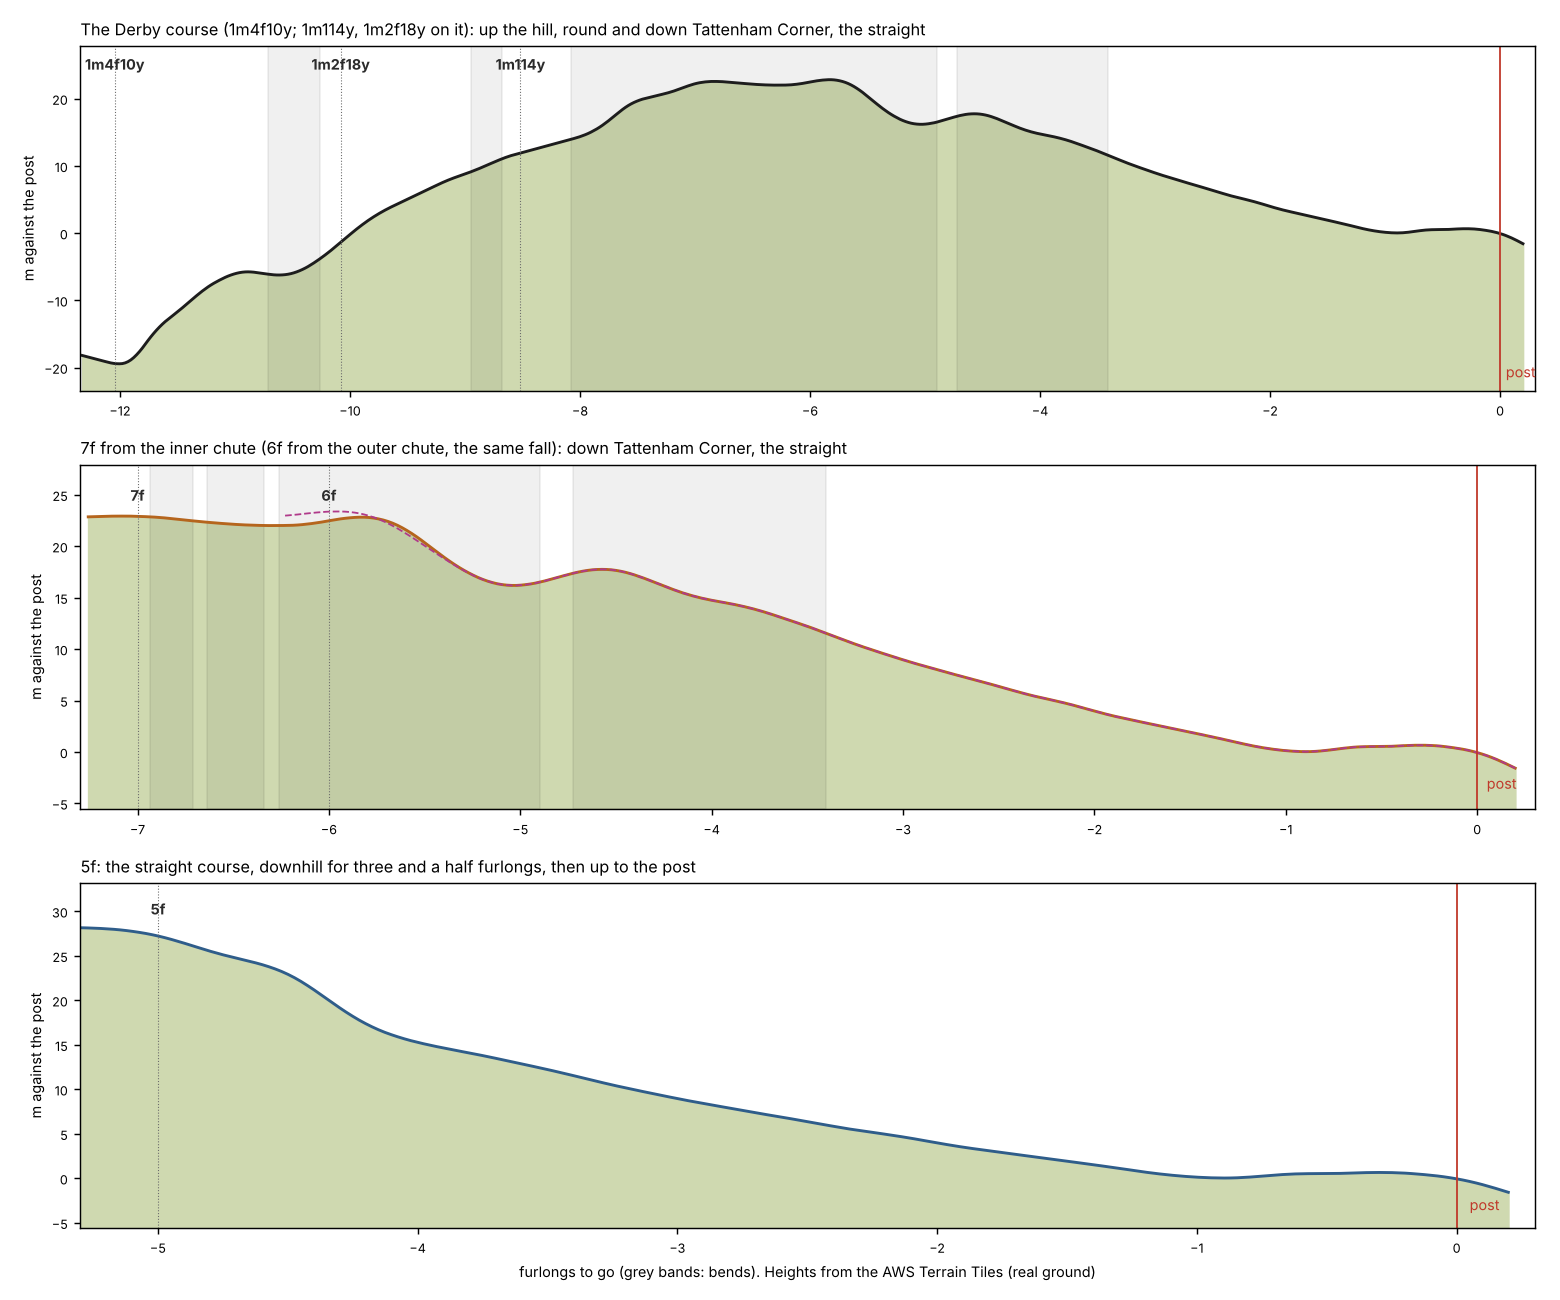 The Derby course (1m4f10y; 1m114y, 1m2f18y on it): up the hill, round and down Tattenham Corner, the straight
1m4f10y
1m2f18y
1m114y
20
10
0
−10
−20
m against the post
post
−12
−10
−8
−6
−4
−2
0
7f from the inner chute (6f from the outer chute, the same fall): down Tattenham Corner, the straight
7f
6f
25
20
15
10
5
0
−5
m against the post
post
−7
−6
−5
−4
−3
−2
−1
0
5f: the straight course, downhill for three and a half furlongs, then up to the post
5f
30
25
20
15
10
5
0
−5
m against the post
post
−5
−4
−3
−2
−1
0
furlongs to go (grey bands: bends). Heights from the AWS Terrain Tiles (real ground)